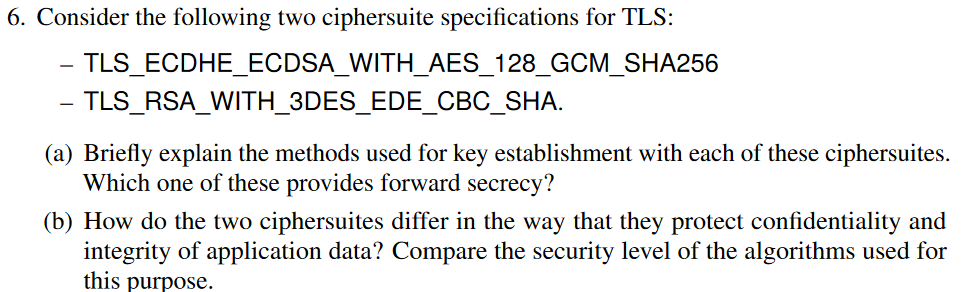 6. Consider the following two ciphersuite specifications for TLS:
– TLS_ECDHE_ECDSA_WITH_AES_128_GCM_SHA256
– TLS_RSA_WITH_3DES_EDE_CBC_SHA.
(a) Briefly explain the methods used for key establishment with each of these ciphersuites.
Which one of these provides forward secrecy?
(b) How do the two ciphersuites differ in the way that they protect confidentiality and
integrity of application data? Compare the security level of the algorithms used for
this purpose.